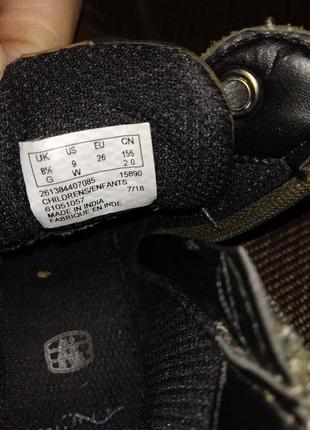 UK US EU CN
8½ 9 26 155
G W 2.0
261384407085 15890
CHILDRENS/ENFANTS
61051057 7/18
MADE IN INDIA
FABRIQUE EN INDE